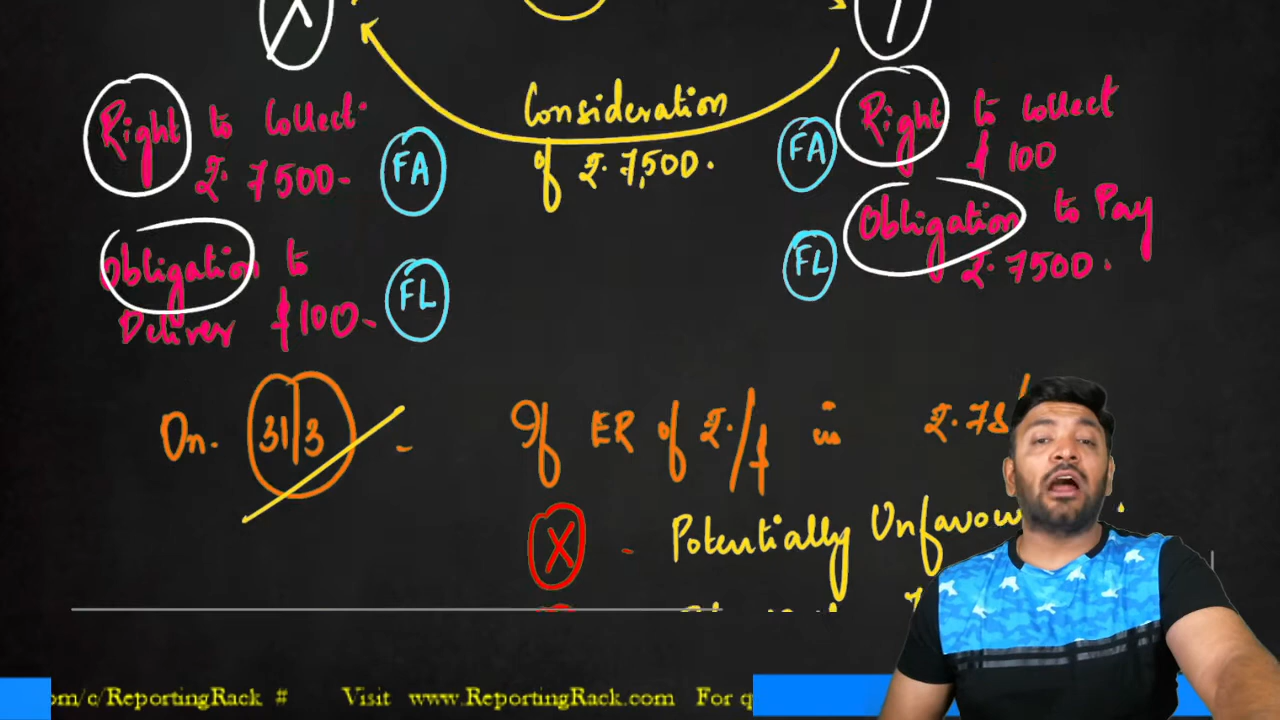 X
Y
Consideration
of ₹. 7,500.
Right to Collect
₹. 7500-
FA
Obligation to
Deliver $100-
FL
FA
Right to Collect
$ 100
Obligation to Pay
₹. 7500.
FL
On. 31/3 - If ER of ₹./$ is
X - Potentially
com/c/ReportingRack # Visit www.ReportingRack.com For